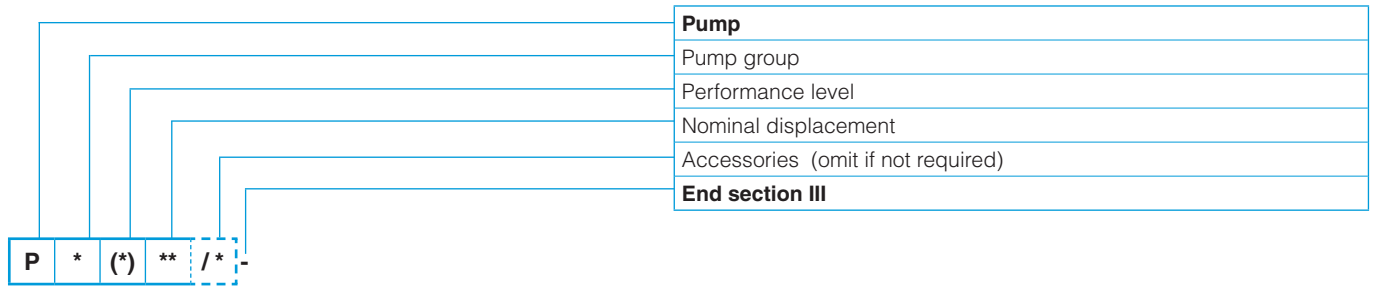 Pump
Pump group
Performance level
Nominal displacement
Accessories (omit if not required)
End section III
P * (*) ** / * -